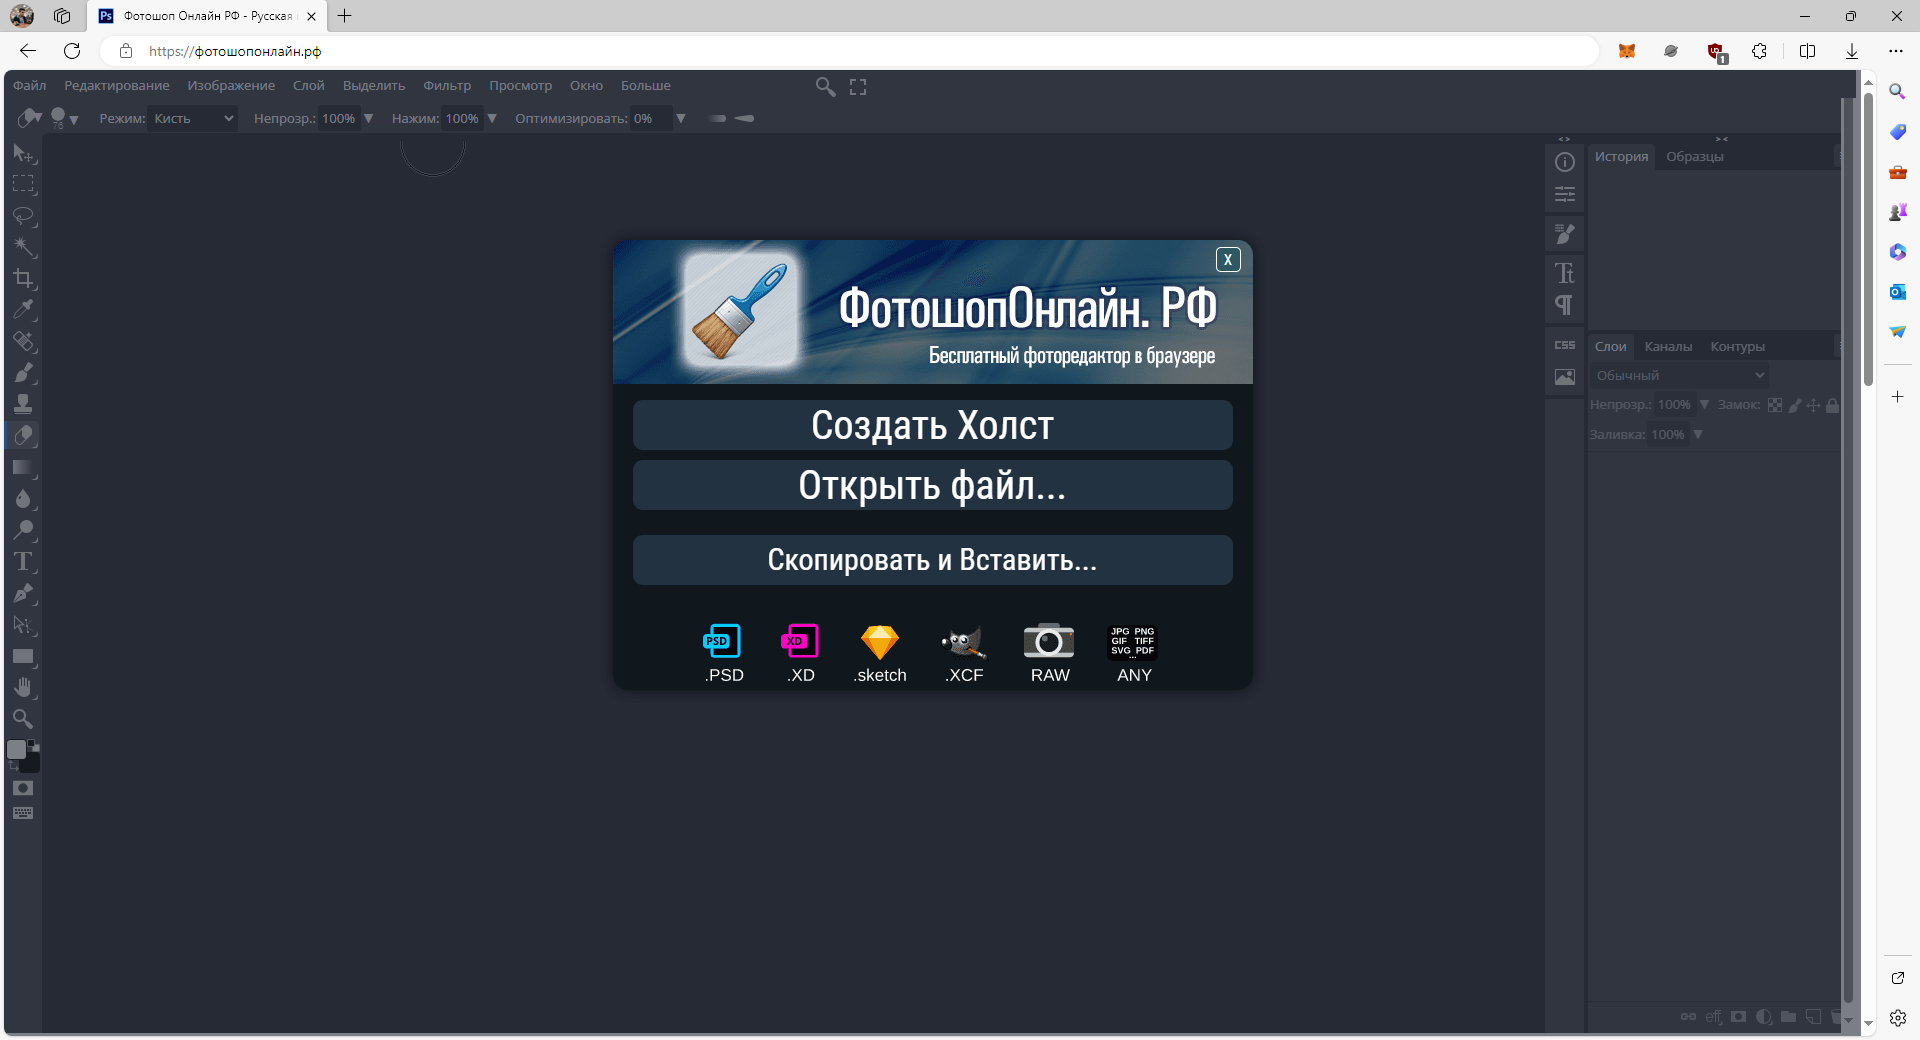 Фотошоп Онлайн РФ - Русская
https://фотошопонлайн.рф
1
Файл Редактирование Изображение Слой Выделить Фильтр Просмотр Окно Больше
78 Режим: Кисть Непрозр.: 100% Нажим: 100% Оптимизировать: 0%
История Образцы
X
ФотошопОнлайн. РФ
Бесплатный фоторедактор в браузере
CSS
Слои Каналы Контуры
Обычный
Непрозр.: 100% Замок:
Заливка: 100%
Создать Холст
Открыть файл...
Скопировать и Вставить...
PSD
XD
JPG PNG
GIF TIFF
SVG PDF
...
.PSD .XD .sketch .XCF RAW ANY
eff